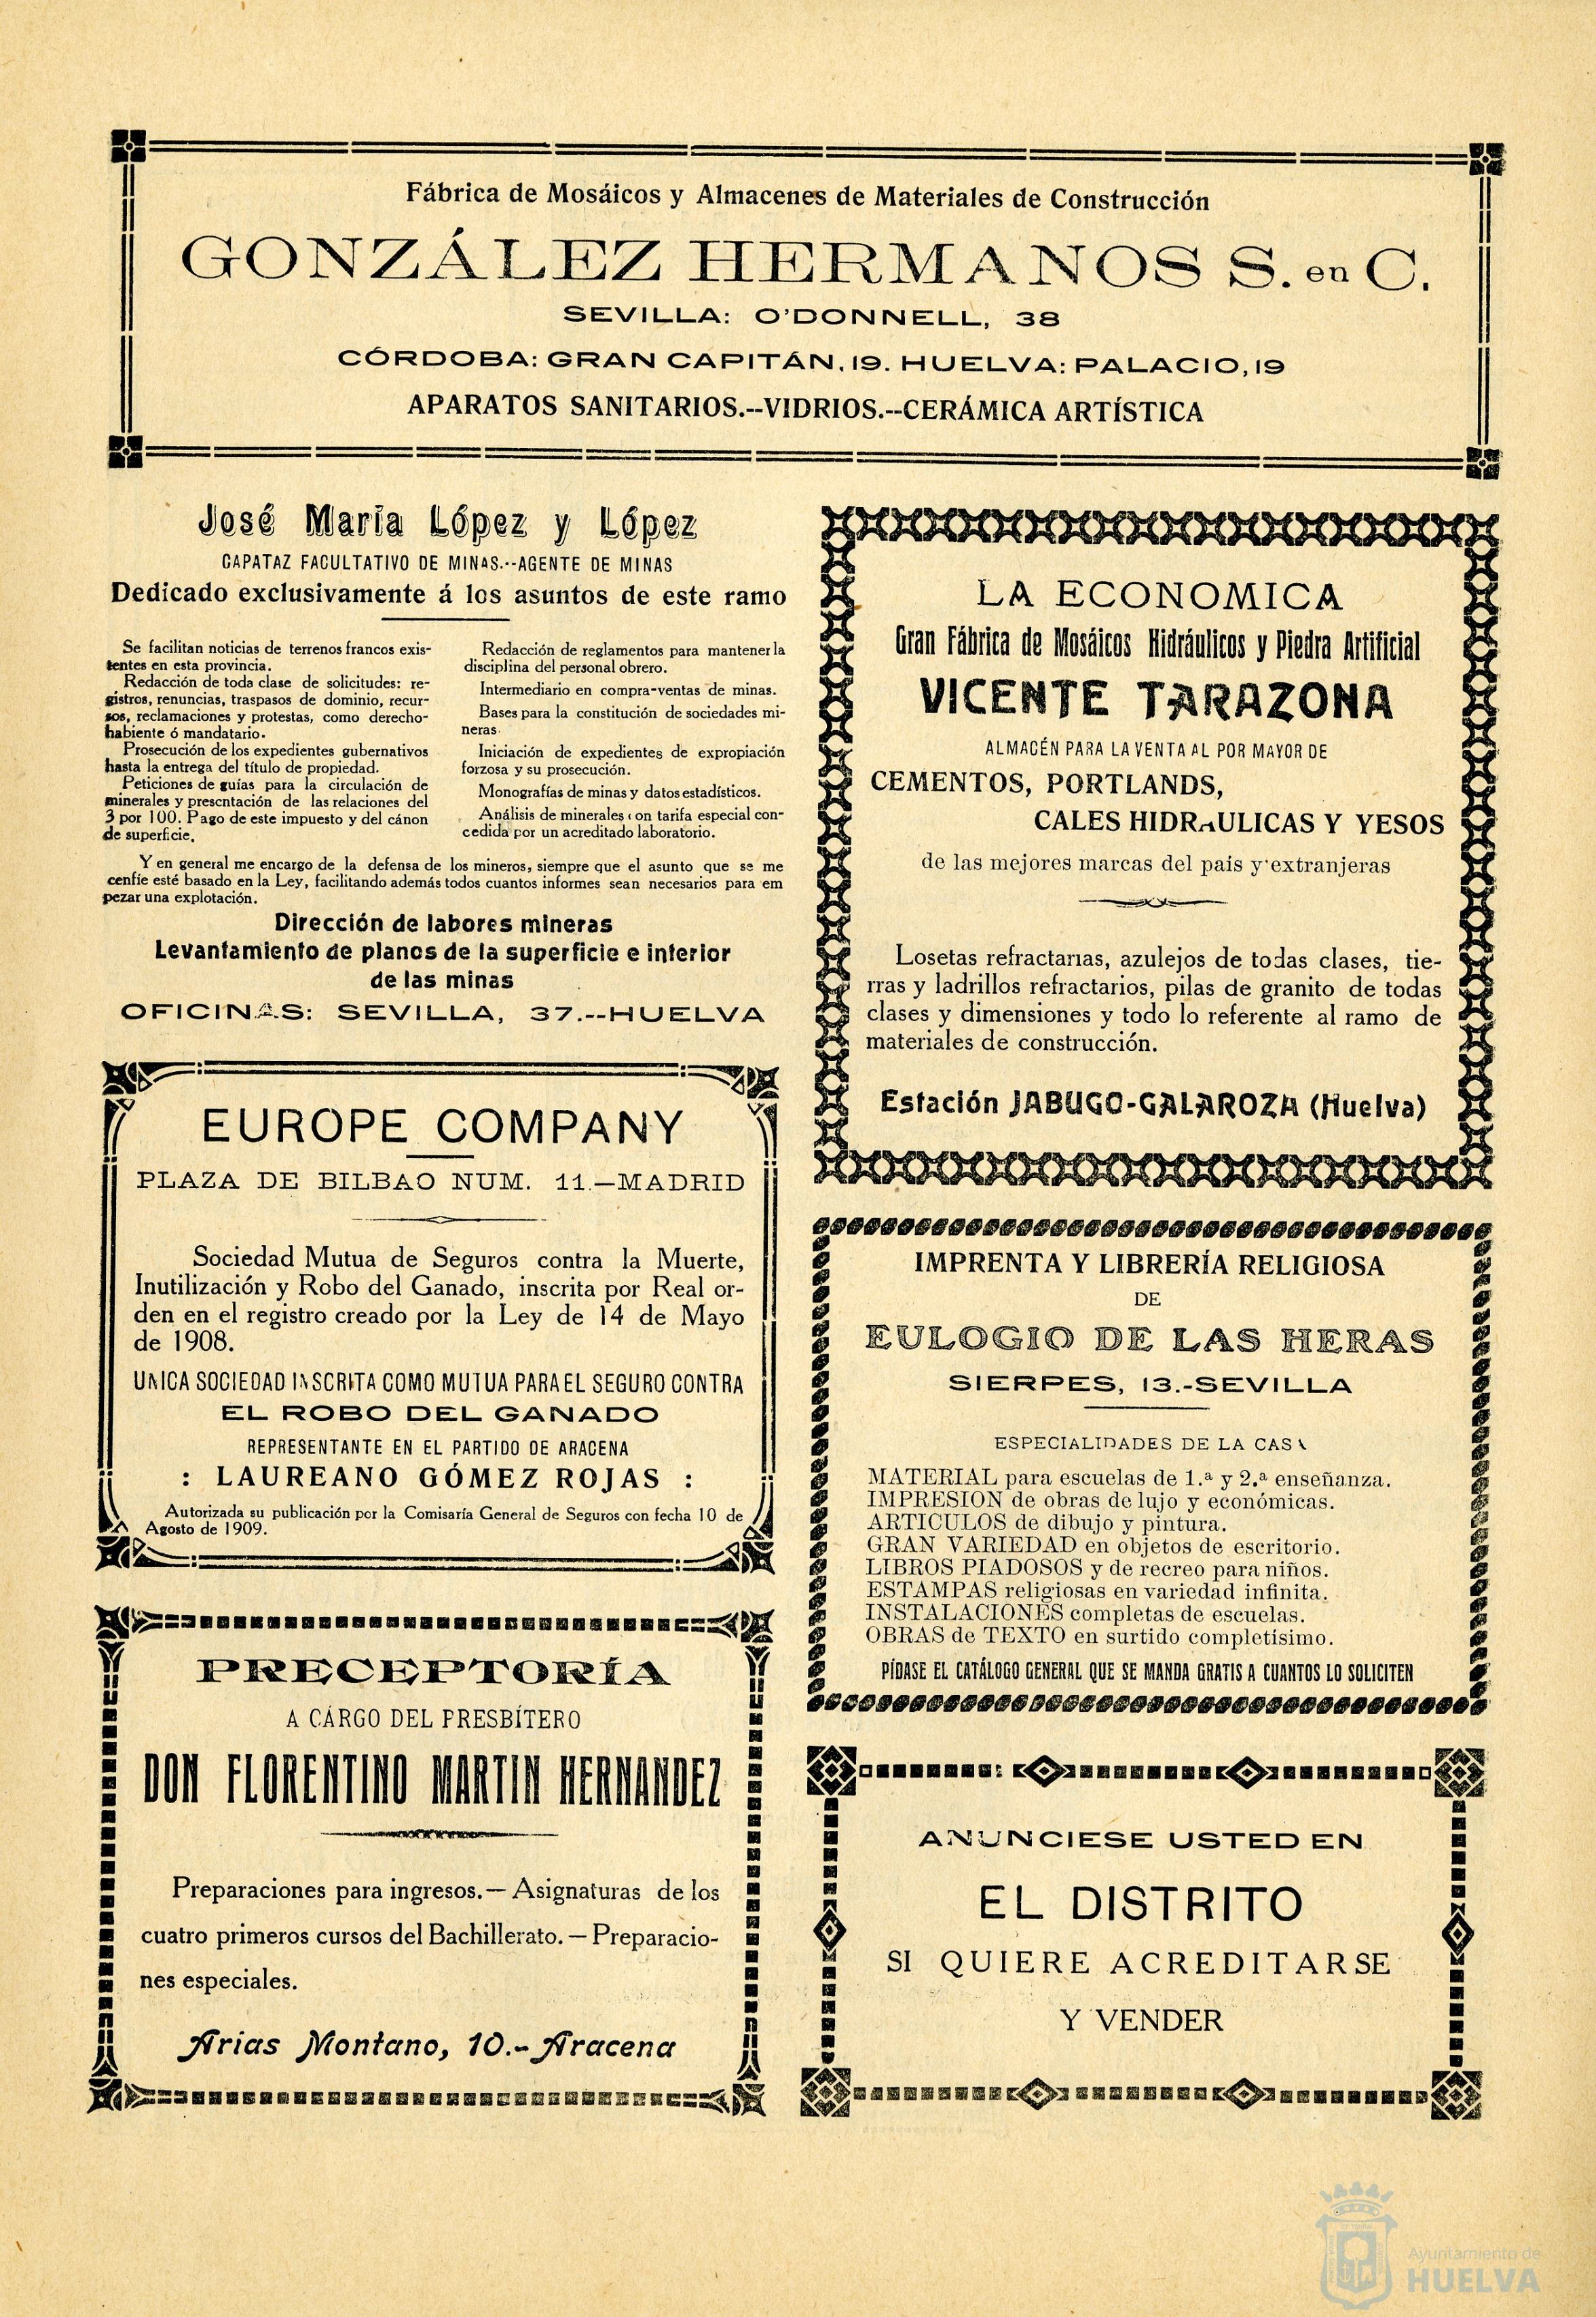 Fábrica de Mosáicos y Almacenes de Materiales de Construcción
GONZÁLEZ HERMANOS S. en C.
SEVILLA: O'DONNELL, 38
CÓRDOBA: GRAN CAPITÁN, 19. HUELVA: PALACIO, 19
APARATOS SANITARIOS.--VIDRIOS.--CERÁMICA ARTÍSTICA
José María López y López
CAPATAZ FACULTATIVO DE MINAS.--AGENTE DE MINAS
Dedicado exclusivamente á los asuntos de este ramo
Se facilitan noticias de terrenos francos exis-
tentes en esta provincia.
Redacción de toda clase de solicitudes: re-
gistros, renuncias, traspasos de dominio, recur-
sos, reclamaciones y protestas, como derecho-
habiente ó mandatario.
Prosecución de los expedientes gubernativos
hasta la entrega del título de propiedad.
Peticiones de guías para la circulación de
minerales y presentación de las relaciones del
3 por 100. Pago de este impuesto y del cánon
de superficie.
Redacción de reglamentos para mantener la
disciplina del personal obrero.
Intermediario en compra-ventas de minas.
Bases para la constitución de sociedades mi-
neras.
Iniciación de expedientes de expropiación
forzosa y su prosecución.
Monografías de minas y datos estadísticos.
Análisis de minerales con tarifa especial con-
cedida por un acreditado laboratorio.
Y en general me encargo de la defensa de los mineros, siempre que el asunto que se me
cenfíe esté basado en la Ley, facilitando además todos cuantos informes sean necesarios para em
pezar una explotación.
Dirección de labores mineras
Levantamiento de planos de la superficie e interior
de las minas
OFICINAS: SEVILLA, 37.--HUELVA
EUROPE COMPANY
PLAZA DE BILBAO NUM. 11.—MADRID
Sociedad Mutua de Seguros contra la Muerte,
Inutilización y Robo del Ganado, inscrita por Real or-
den en el registro creado por la Ley de 14 de Mayo
de 1908.
UNICA SOCIEDAD INSCRITA COMO MUTUA PARA EL SEGURO CONTRA
EL ROBO DEL GANADO
REPRESENTANTE EN EL PARTIDO DE ARACENA
: LAUREANO GÓMEZ ROJAS :
Autorizada su publicación por la Comisaría General de Seguros con fecha 10 de
Agosto de 1909.
PRECEPTORÍA
A CARGO DEL PRESBÍTERO
DON FLORENTINO MARTIN HERNANDEZ
Preparaciones para ingresos.—Asignaturas de los
cuatro primeros cursos del Bachillerato.—Preparacio-
nes especiales.
Arias Montano, 10.-Aracena
LA ECONOMICA
Gran Fábrica de Mosáicos Hidráulicos y Piedra Artificial
VICENTE TARAZONA
ALMACÉN PARA LA VENTA AL POR MAYOR DE
CEMENTOS, PORTLANDS,
CALES HIDRAULICAS Y YESOS
de las mejores marcas del país y extranjeras
Losetas refractarias, azulejos de todas clases, tie-
rras y ladrillos refractarios, pilas de granito de todas
clases y dimensiones y todo lo referente al ramo de
materiales de construcción.
Estación JABUGO-GALAROZA (Huelva)
IMPRENTA Y LIBRERÍA RELIGIOSA
DE
EULOGIO DE LAS HERAS
SIERPES, 13.-SEVILLA
ESPECIALIDADES DE LA CASA
MATERIAL para escuelas de 1.ª y 2.ª enseñanza.
IMPRESION de obras de lujo y económicas.
ARTICULOS de dibujo y pintura.
GRAN VARIEDAD en objetos de escritorio.
LIBROS PIADOSOS y de recreo para niños.
ESTAMPAS religiosas en variedad infinita.
INSTALACIONES completas de escuelas.
OBRAS de TEXTO en surtido completísimo.
PÍDASE EL CATÁLOGO GENERAL QUE SE MANDA GRATIS A CUANTOS LO SOLICITEN
ANUNCIESE USTED EN
EL DISTRITO
SI QUIERE ACREDITARSE
Y VENDER
Ayuntamiento de
HUELVA